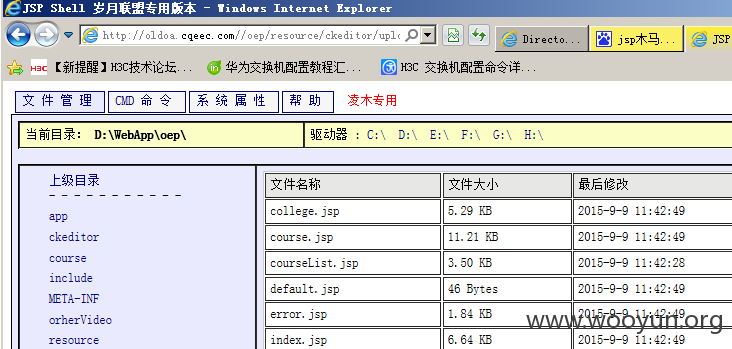 JSP Shell 岁月联盟专用版本 - Windows Internet Explorer
http://oldoa.cqeec.com//oep/resource/ckeditor/uplo
Directo...
jsp木马...
JSP
【新提醒】H3C技术论坛...
华为交换机配置教程汇...
H3C 交换机配置命令详...
文 件 管 理
CMD 命 令
系 统 属 性
帮 助
凌木专用
当前目录: D:\WebApp\oep\
驱动器 : C:\ D:\ E:\ F:\ G:\ H:\
上级目录
- - - - - - - - - - -
app
ckeditor
course
include
META-INF
orherVideo
resource
文件名称 文件大小 最后修改
college.jsp 5.29 KB 2015-9-9 11:42:49
course.jsp 11.21 KB 2015-9-9 11:42:49
courseList.jsp 3.50 KB 2015-9-9 11:42:28
default.jsp 46 Bytes 2015-9-9 11:42:49
error.jsp 1.84 KB 2015-9-9 11:42:49
index.jsp 6.64 KB 2015-9-9 11:42:49
www.wooyun.org